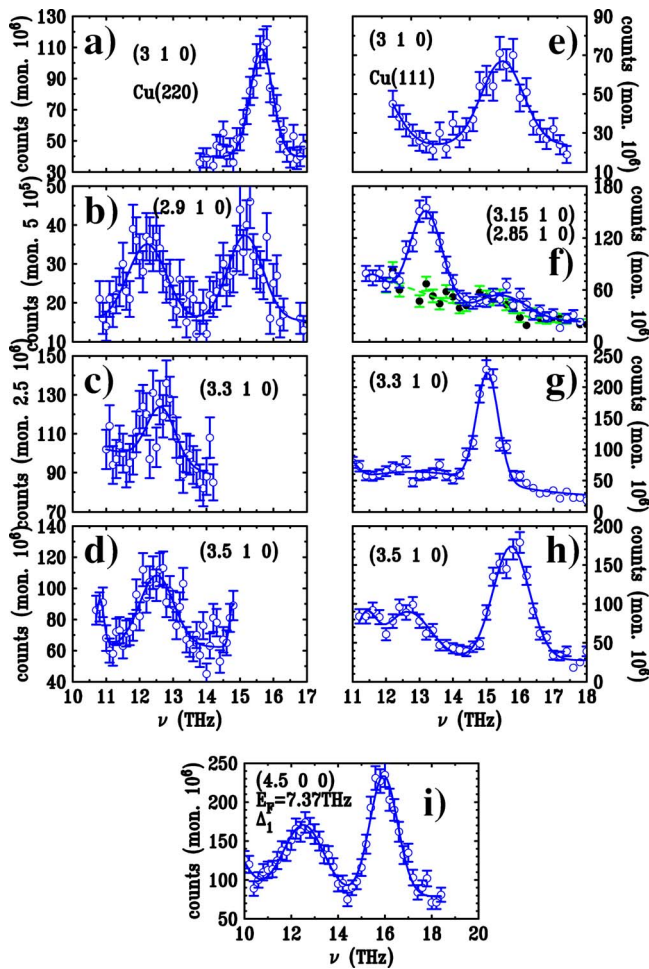 130
110
90
70
50
30
counts (mon. 10⁶)
a)
(3 1 0)
Cu(220)
e)
(3 1 0)
Cu(111)
90
70
50
30
10
counts (mon. 10⁶)
50
40
30
20
10
counts (mon. 5 10⁵)
b)
(2.9 1 0)
f)
(3.15 1 0)
(2.85 1 0)
180
120
60
0
counts (mon. 10⁶)
150
130
110
90
70
counts (mon. 2.5 10⁶)
c)
(3.3 1 0)
g)
(3.3 1 0)
250
200
150
100
50
0
counts (mon. 10⁶)
140
120
100
80
60
40
counts (mon. 10⁶)
d)
(3.5 1 0)
h)
(3.5 1 0)
200
150
100
50
0
counts (mon. 10⁶)
10 11 12 13 14 15 16 17
ν (THz)
11 12 13 14 15 16 17 18
ν (THz)
250
200
150
100
50
counts (mon. 10⁶)
(4.5 0 0)
E_F=7.37THz
Δ₁
i)
10 12 14 16 18 20
ν (THz)